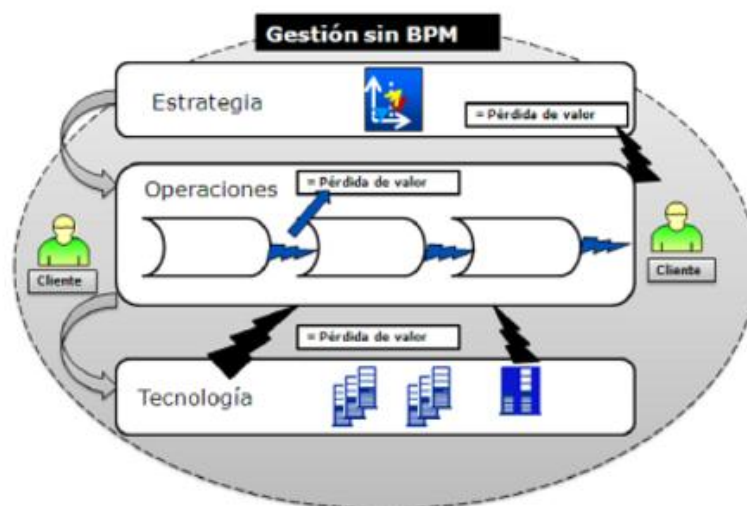 Gestión sin BPM
Estrategia
= Pérdida de valor
Operaciones
= Pérdida de valor
Cliente
Cliente
= Pérdida de valor
Tecnología